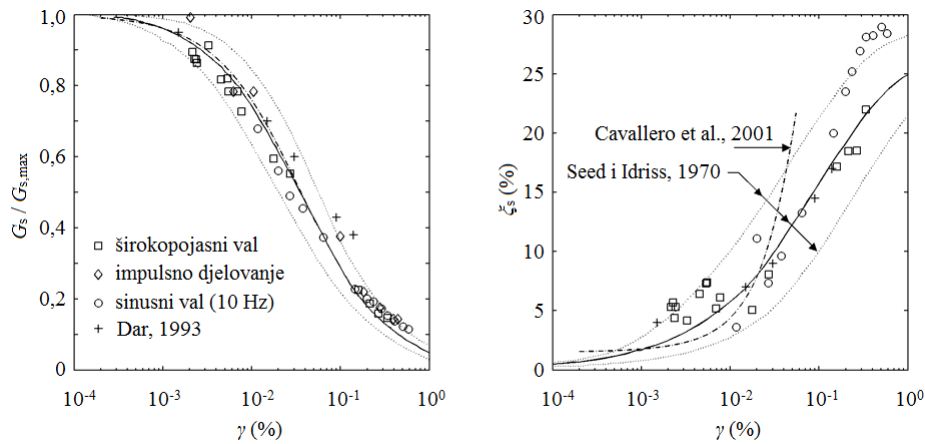 1,0
0,8
0,6
0,4
0,2
0
Gs / Gs,max
širokopojasni val
impulsno djelovanje
sinusni val (10 Hz)
Dar, 1993
10-4 10-3 10-2 10-1 100
γ (%)
30
25
20
15
10
5
0
ξs (%)
Cavallero et al., 2001
Seed i Idriss, 1970
10-4 10-3 10-2 10-1 100
γ (%)